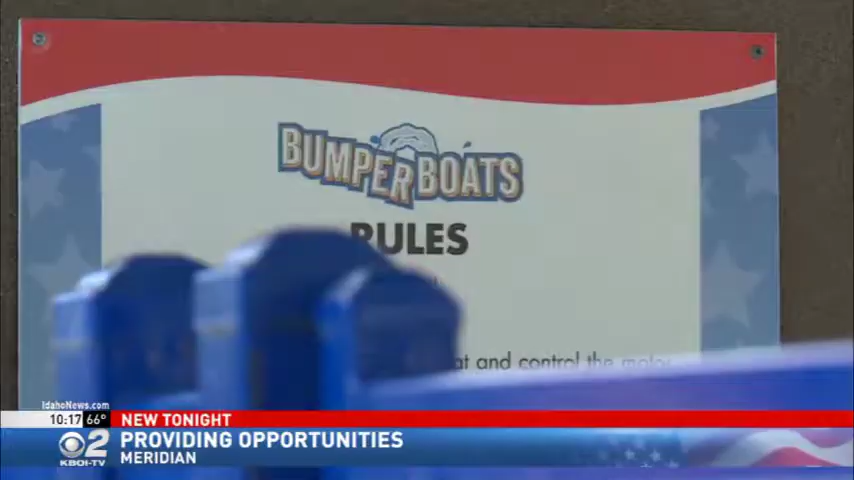 BUMPER BOATS
RULES
at and control the motor
IdahoNews.com
10:17 66° NEW TONIGHT
2 PROVIDING OPPORTUNITIES
KBOI-TV MERIDIAN